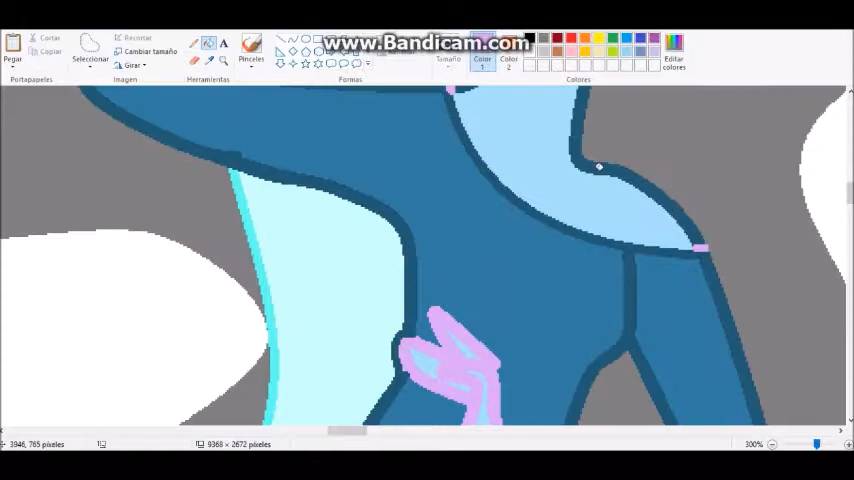 www.Bandicam.com
Pegar
Cortar
Copiar
Portapapeles
Seleccionar
Recortar
Cambiar tamaño
Girar
Imagen
A
Herramientas
Pinceles
Formas
Tamaño
Color
1
Color
2
Colores
Editar
colores
3946, 765 píxeles
9368 × 2672 píxeles
300%